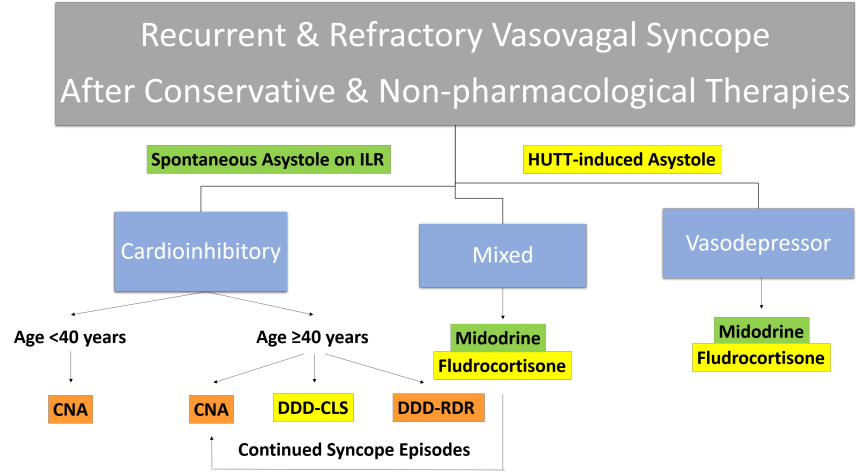 Recurrent & Refractory Vasovagal Syncope
After Conservative & Non-pharmacological Therapies
Spontaneous Asystole on ILR
HUTT-induced Asystole
Cardioinhibitory
Mixed
Vasodepressor
Age <40 years
Age ≥40 years
Midodrine
Fludrocortisone
Midodrine
Fludrocortisone
CNA
CNA
DDD-CLS
DDD-RDR
Continued Syncope Episodes